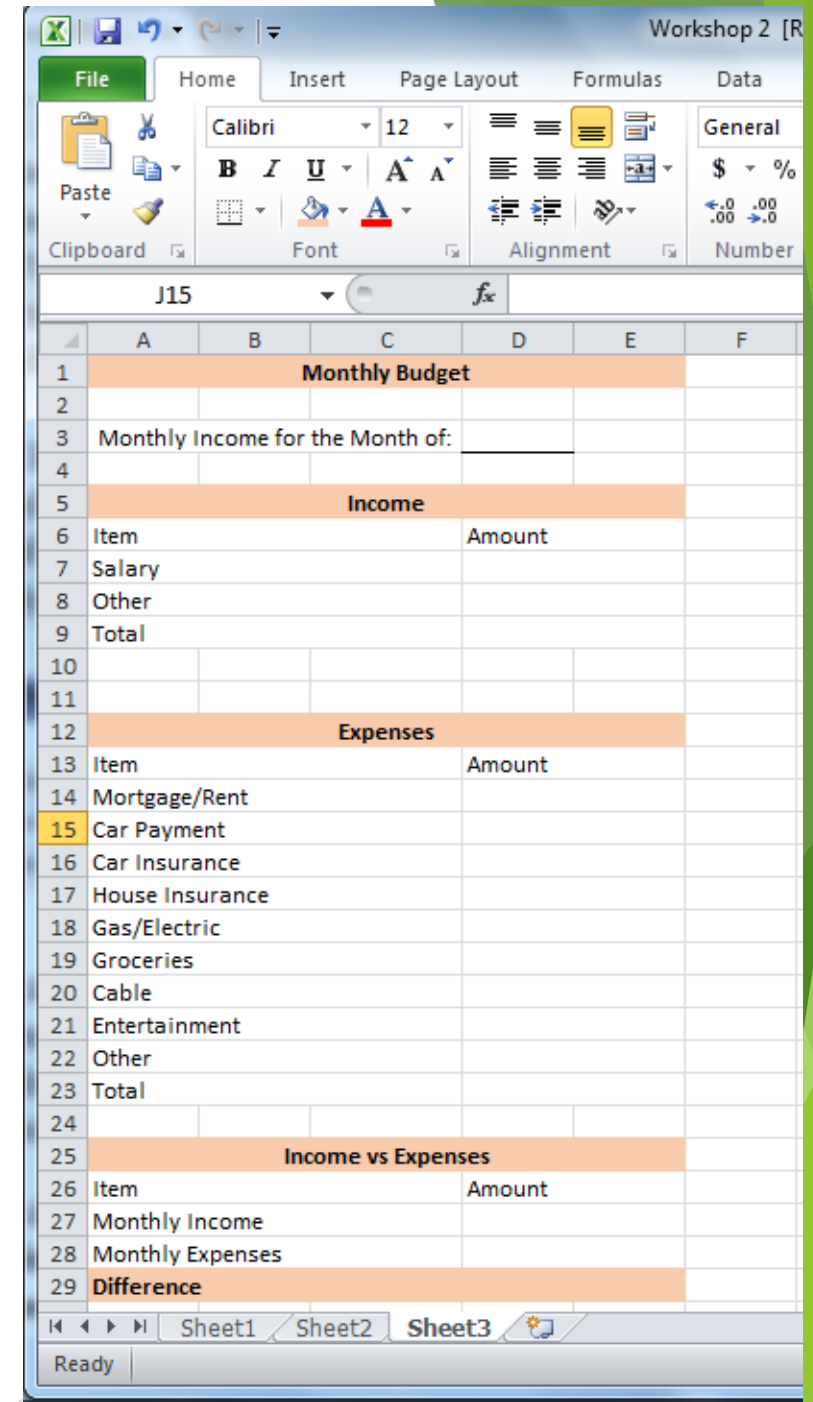 Workshop 2 [R
File Home Insert Page Layout Formulas Data
Calibri 12 General
B I U A A $ %
Paste .0 .00 .00 .0
Clipboard Font Alignment Number
J15 fx
A B C D E F
1 Monthly Budget
2
3 Monthly Income for the Month of:
4
5 Income
6 Item Amount
7 Salary
8 Other
9 Total
10
11
12 Expenses
13 Item Amount
14 Mortgage/Rent
15 Car Payment
16 Car Insurance
17 House Insurance
18 Gas/Electric
19 Groceries
20 Cable
21 Entertainment
22 Other
23 Total
24
25 Income vs Expenses
26 Item Amount
27 Monthly Income
28 Monthly Expenses
29 Difference
Sheet1 Sheet2 Sheet3
Ready